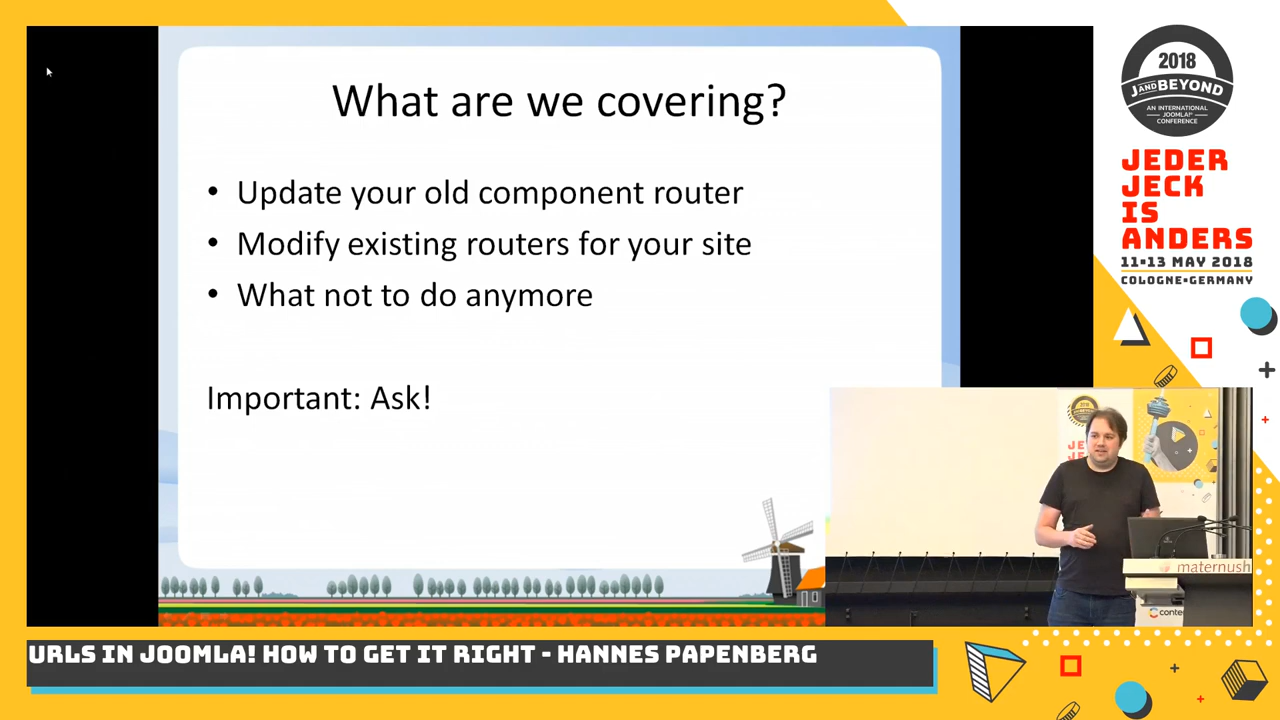 What are we covering?
• Update your old component router
• Modify existing routers for your site
• What not to do anymore
Important: Ask!
2018
J AND BEYOND
AN INTERNATIONAL
JOOMLA! CONFERENCE
JEDER
JECK
IS
ANDERS
11-13 MAY 2018
COLOGNE•GERMANY
JE
maternush
conte
URLS IN JOOMLA! HOW TO GET IT RIGHT - HANNES PAPENBERG